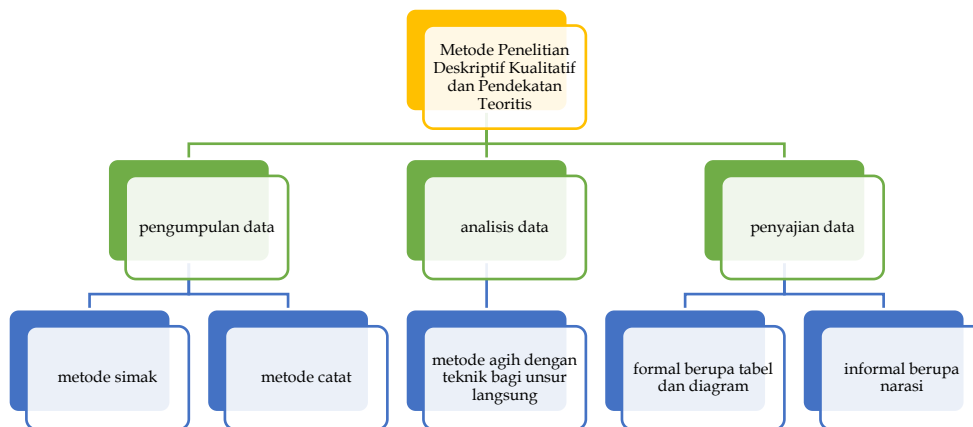 Metode Penelitian
Deskriptif Kualitatif
dan Pendekatan
Teoritis
pengumpulan data
analisis data
penyajian data
metode simak
metode catat
metode agih dengan
teknik bagi unsur
langsung
formal berupa tabel
dan diagram
informal berupa
narasi